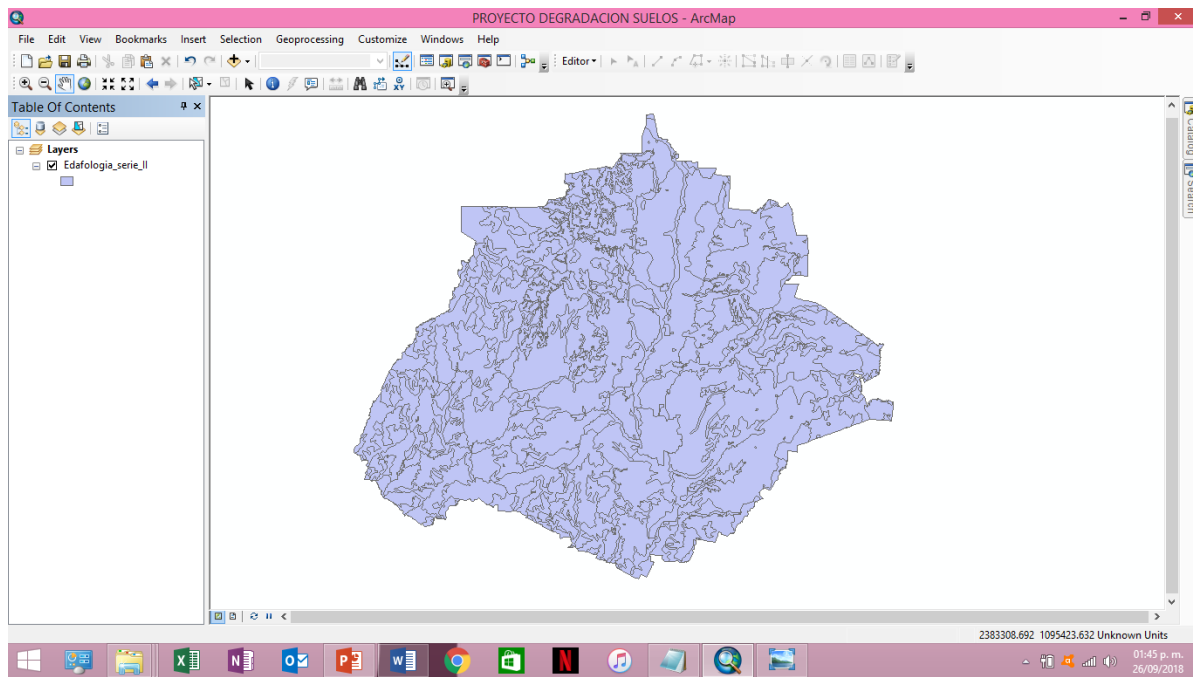 PROYECTO DEGRADACION SUELOS - ArcMap
File Edit View Bookmarks Insert Selection Geoprocessing Customize Windows Help
Editor
Table Of Contents
Layers
Edafologia_serie_II
Catalog
Search
2383308.692 1095423.632 Unknown Units
01:45 p. m.
26/09/2018